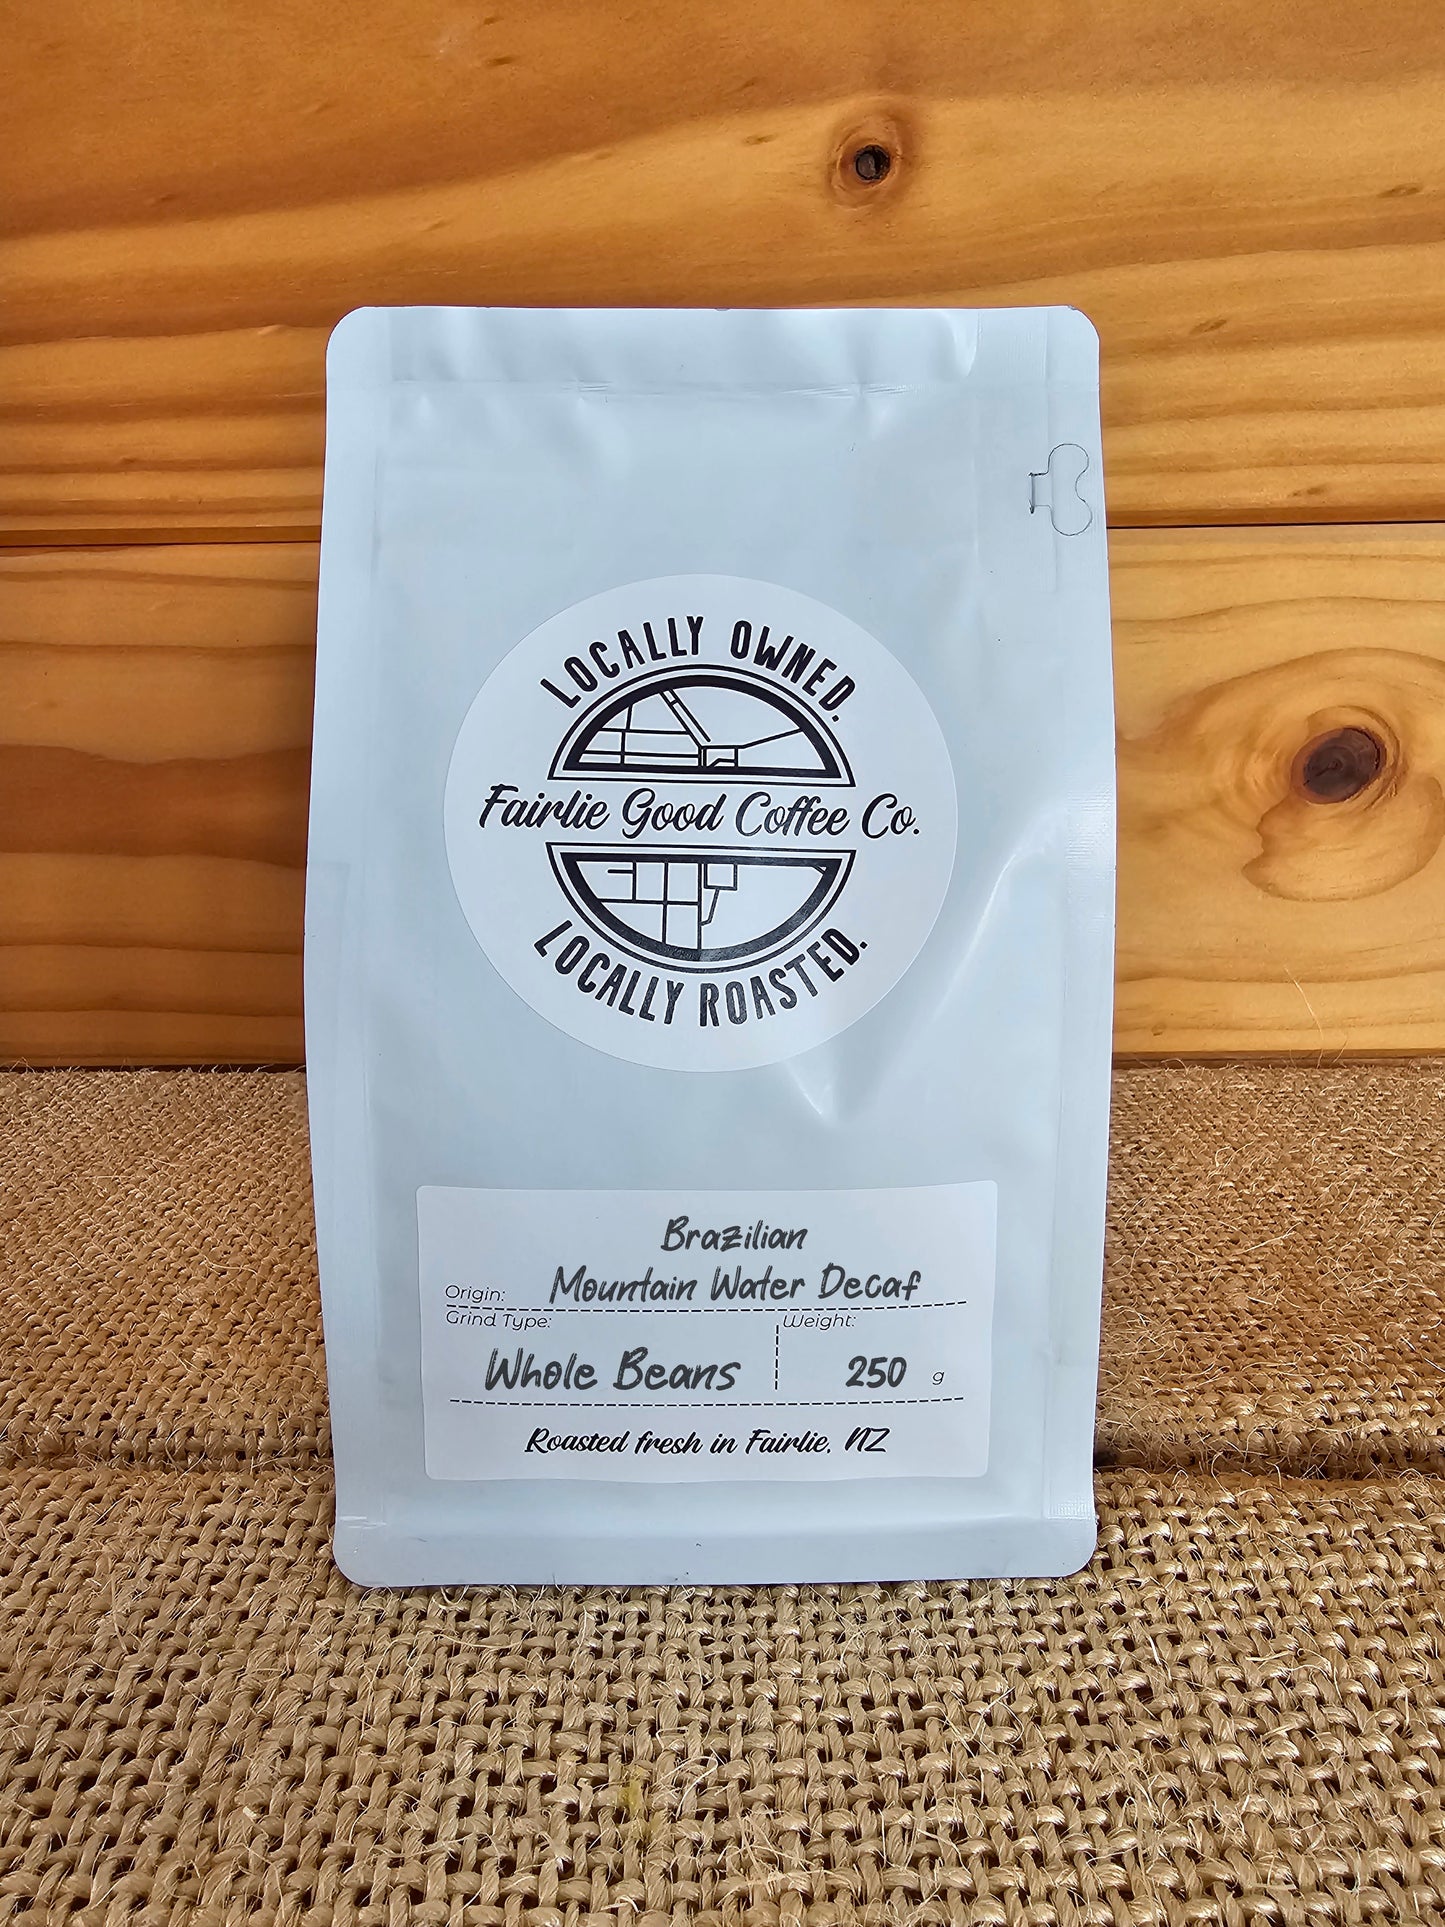 LOCALLY OWNED.
Fairlie Good Coffee Co.
LOCALLY ROASTED.
Brazilian
Origin: Mountain Water Decaf
Grind Type: Weight:
Whole Beans 250 g
Roasted fresh in Fairlie, NZ